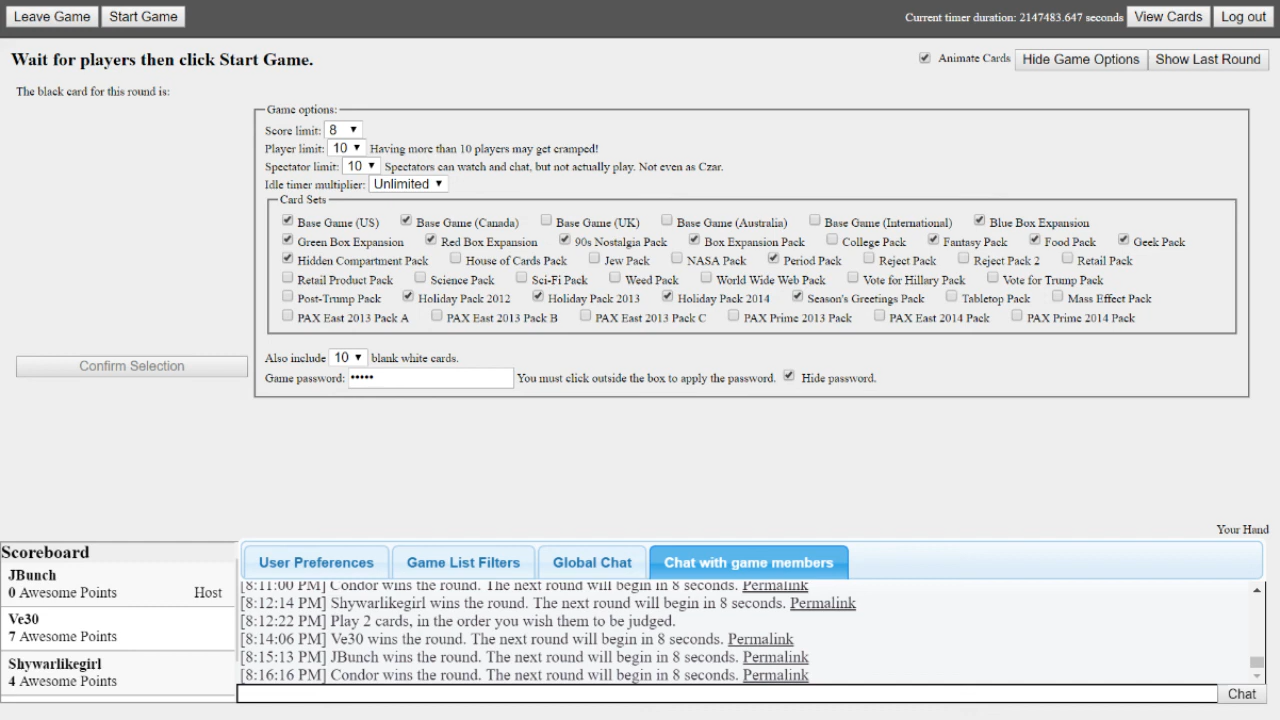 Leave Game Start Game Current timer duration: 2147483.647 seconds View Cards Log out
Wait for players then click Start Game. Animate Cards Hide Game Options Show Last Round
The black card for this round is:
Game options:
Score limit: 8
Player limit: 10 Having more than 10 players may get cramped!
Spectator limit: 10 Spectators can watch and chat, but not actually play. Not even as Czar.
Idle timer multiplier: Unlimited
Card Sets
Base Game (US) Base Game (Canada) Base Game (UK) Base Game (Australia) Base Game (International) Blue Box Expansion
Green Box Expansion Red Box Expansion 90s Nostalgia Pack Box Expansion Pack College Pack Fantasy Pack Food Pack Geek Pack
Hidden Compartment Pack House of Cards Pack Jew Pack NASA Pack Period Pack Reject Pack Reject Pack 2 Retail Pack
Retail Product Pack Science Pack Sci-Fi Pack Weed Pack World Wide Web Pack Vote for Hillary Pack Vote for Trump Pack
Post-Trump Pack Holiday Pack 2012 Holiday Pack 2013 Holiday Pack 2014 Season's Greetings Pack Tabletop Pack Mass Effect Pack
PAX East 2013 Pack A PAX East 2013 Pack B PAX East 2013 Pack C PAX Prime 2013 Pack PAX East 2014 Pack PAX Prime 2014 Pack
Also include 10 blank white cards.
Confirm Selection
Game password: ••••• You must click outside the box to apply the password. Hide password.
Your Hand
Scoreboard
JBunch
0 Awesome Points Host
Ve30
7 Awesome Points
Shywarlikegirl
4 Awesome Points
User Preferences Game List Filters Global Chat Chat with game members
[8:11:00 PM] Condor wins the round. The next round will begin in 8 seconds. Permalink
[8:12:14 PM] Shywarlikegirl wins the round. The next round will begin in 8 seconds. Permalink
[8:12:22 PM] Play 2 cards, in the order you wish them to be judged.
[8:14:06 PM] Ve30 wins the round. The next round will begin in 8 seconds. Permalink
[8:15:13 PM] JBunch wins the round. The next round will begin in 8 seconds. Permalink
[8:16:16 PM] Condor wins the round. The next round will begin in 8 seconds. Permalink
Chat